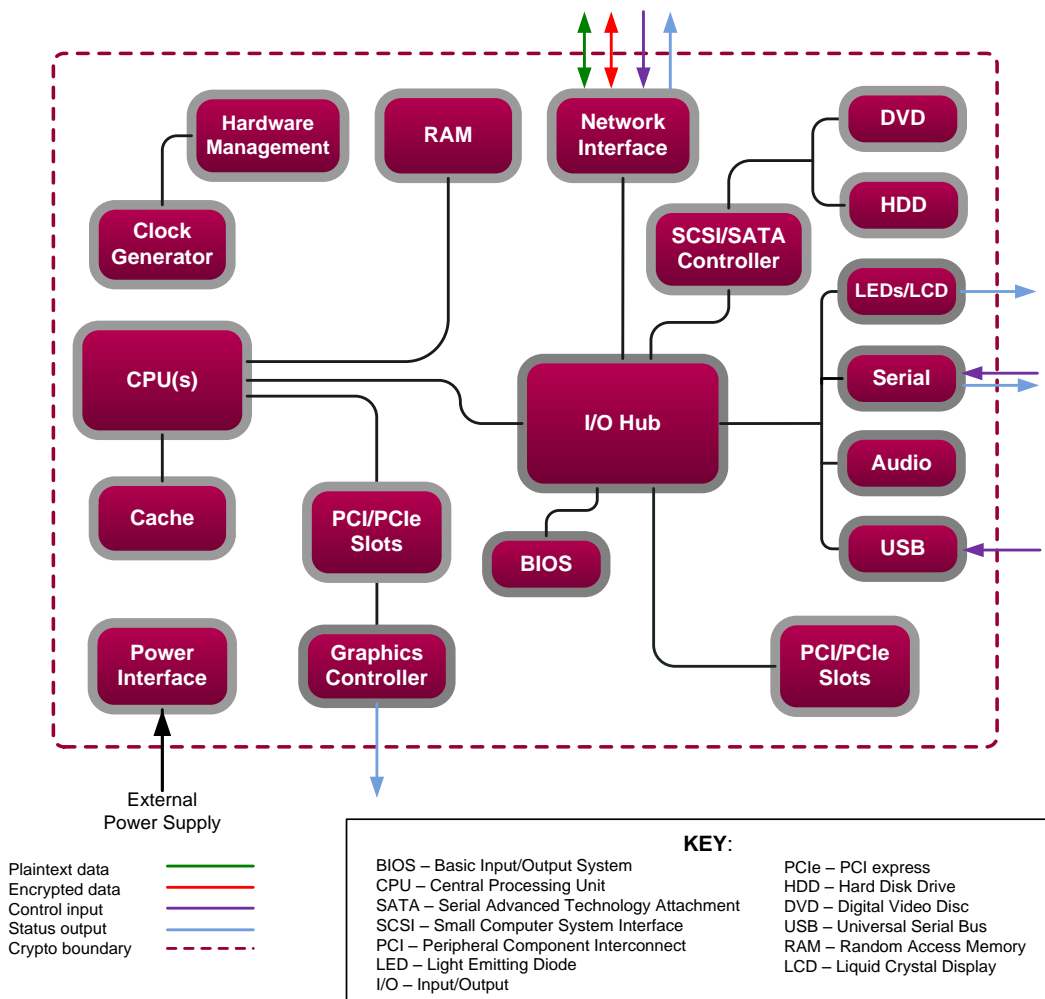 Hardware
Management
RAM
Network
Interface
DVD
HDD
Clock
Generator
SCSI/SATA
Controller
LEDs/LCD
CPU(s)
Serial
I/O Hub
Audio
Cache
PCI/PCIe
Slots
BIOS
USB
Power
Interface
Graphics
Controller
PCI/PCIe
Slots
External
Power Supply
Plaintext data
Encrypted data
Control input
Status output
Crypto boundary
KEY:
BIOS – Basic Input/Output System
CPU – Central Processing Unit
SATA – Serial Advanced Technology Attachment
SCSI – Small Computer System Interface
PCI – Peripheral Component Interconnect
LED – Light Emitting Diode
I/O – Input/Output
PCIe – PCI express
HDD – Hard Disk Drive
DVD – Digital Video Disc
USB – Universal Serial Bus
RAM – Random Access Memory
LCD – Liquid Crystal Display